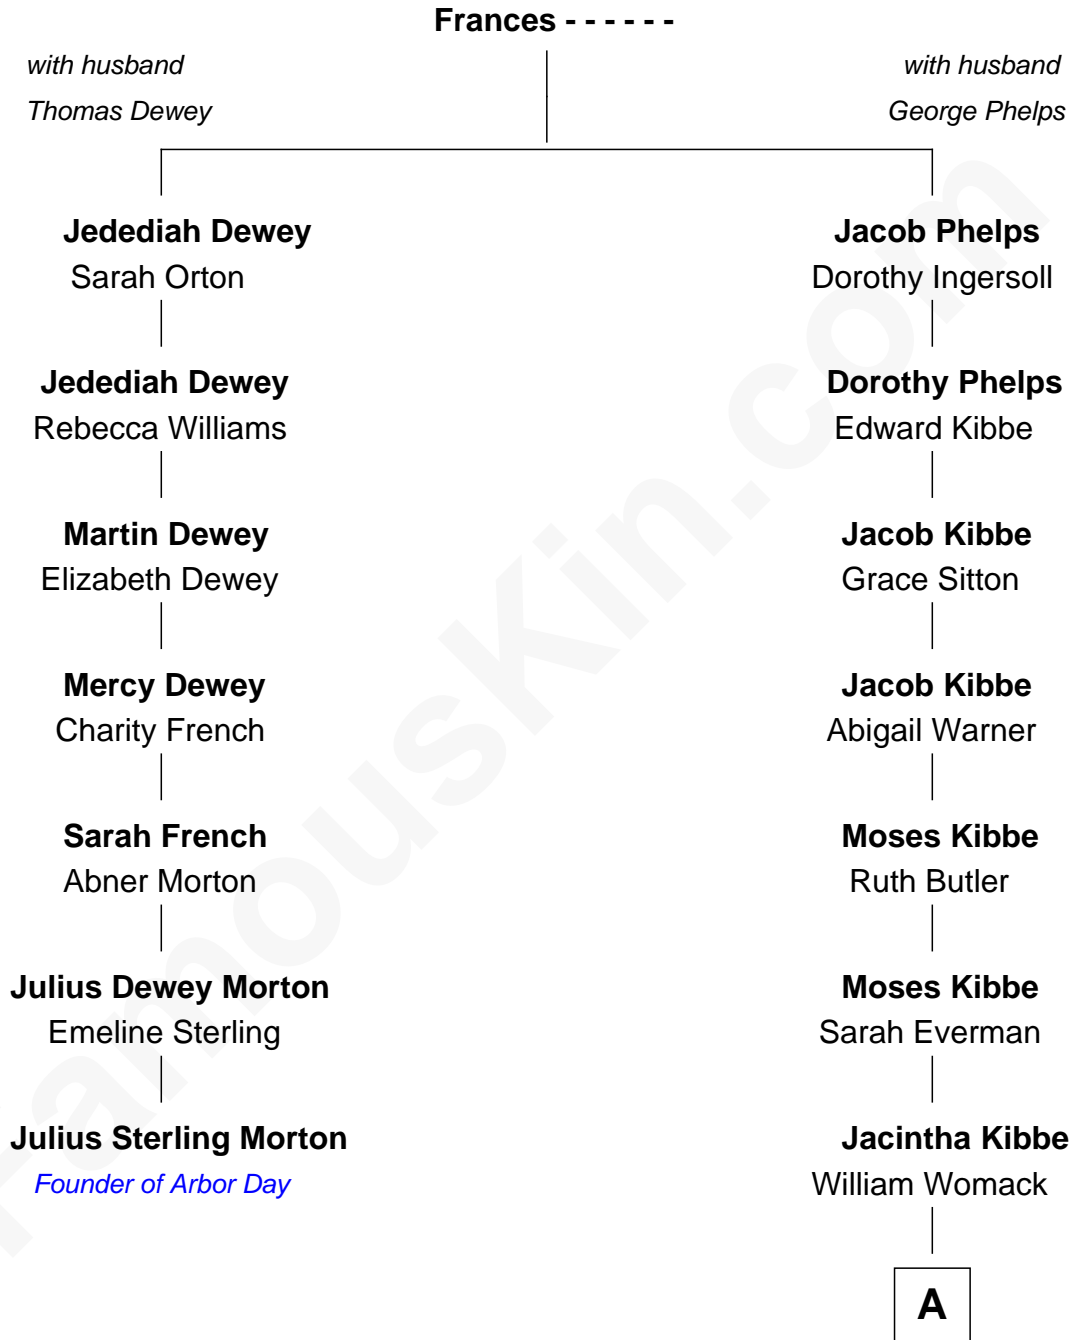 Frances - - - - - -
with husband
Thomas Dewey
with husband
George Phelps
Jedediah Dewey
Sarah Orton
Jacob Phelps
Dorothy Ingersoll
Jedediah Dewey
Rebecca Williams
Dorothy Phelps
Edward Kibbe
Martin Dewey
Elizabeth Dewey
Jacob Kibbe
Grace Sitton
Mercy Dewey
Charity French
Jacob Kibbe
Abigail Warner
Sarah French
Abner Morton
Moses Kibbe
Ruth Butler
Julius Dewey Morton
Emeline Sterling
Moses Kibbe
Sarah Everman
Julius Sterling Morton
Founder of Arbor Day
Jacintha Kibbe
William Womack
A
FamousKin.com